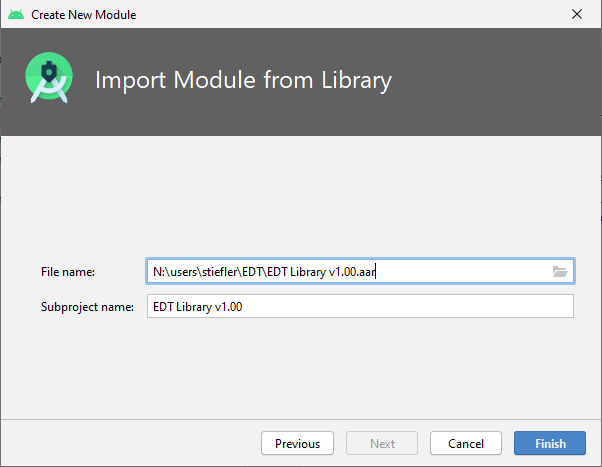 Create New Module
Import Module from Library
File name: N:\users\stiefler\EDT\EDT Library v1.00.aar
Subproject name: EDT Library v1.00
Previous Next Cancel Finish